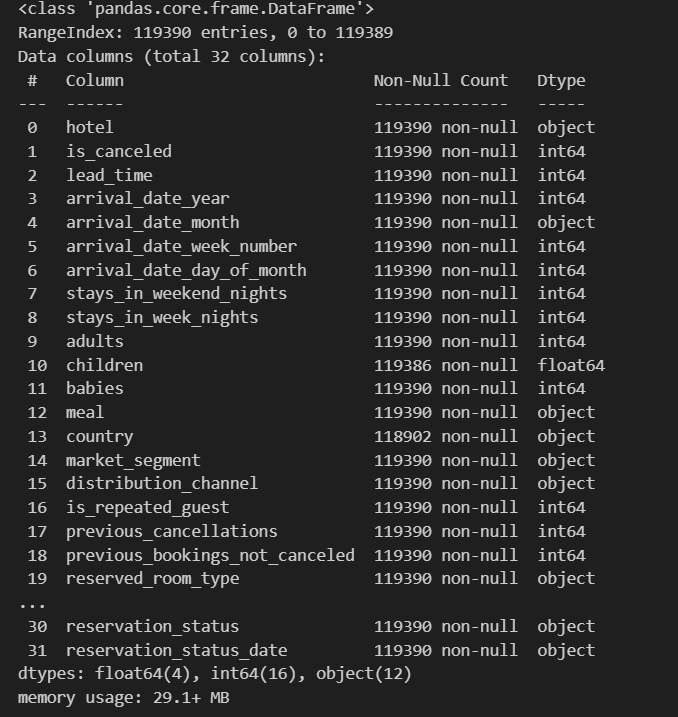 <class 'pandas.core.frame.DataFrame'>
RangeIndex: 119390 entries, 0 to 119389
Data columns (total 32 columns):
 #   Column                          Non-Null Count   Dtype
---  ------                          --------------   -----
 0   hotel                           119390 non-null  object
 1   is_canceled                     119390 non-null  int64
 2   lead_time                       119390 non-null  int64
 3   arrival_date_year               119390 non-null  int64
 4   arrival_date_month              119390 non-null  object
 5   arrival_date_week_number        119390 non-null  int64
 6   arrival_date_day_of_month       119390 non-null  int64
 7   stays_in_weekend_nights         119390 non-null  int64
 8   stays_in_week_nights            119390 non-null  int64
 9   adults                          119390 non-null  int64
 10  children                        119386 non-null  float64
 11  babies                          119390 non-null  int64
 12  meal                            119390 non-null  object
 13  country                         118902 non-null  object
 14  market_segment                  119390 non-null  object
 15  distribution_channel            119390 non-null  object
 16  is_repeated_guest               119390 non-null  int64
 17  previous_cancellations          119390 non-null  int64
 18  previous_bookings_not_canceled  119390 non-null  int64
 19  reserved_room_type              119390 non-null  object
...
 30  reservation_status              119390 non-null  object
 31  reservation_status_date         119390 non-null  object
dtypes: float64(4), int64(16), object(12)
memory usage: 29.1+ MB